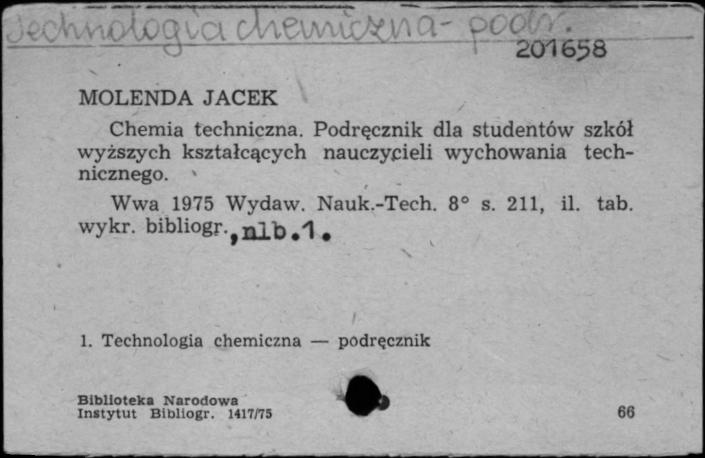 Technologia chemiczna - podr.
201658
MOLENDA JACEK
Chemia techniczna. Podręcznik dla studentów szkół
wyższych kształcących nauczycieli wychowania tech-
nicznego.
Wwa 1975 Wydaw. Nauk.-Tech. 8° s. 211, il. tab.
wykr. bibliogr., nlb.1.
1. Technologia chemiczna — podręcznik
Biblioteka Narodowa
Instytut Bibliogr. 1417/75
66